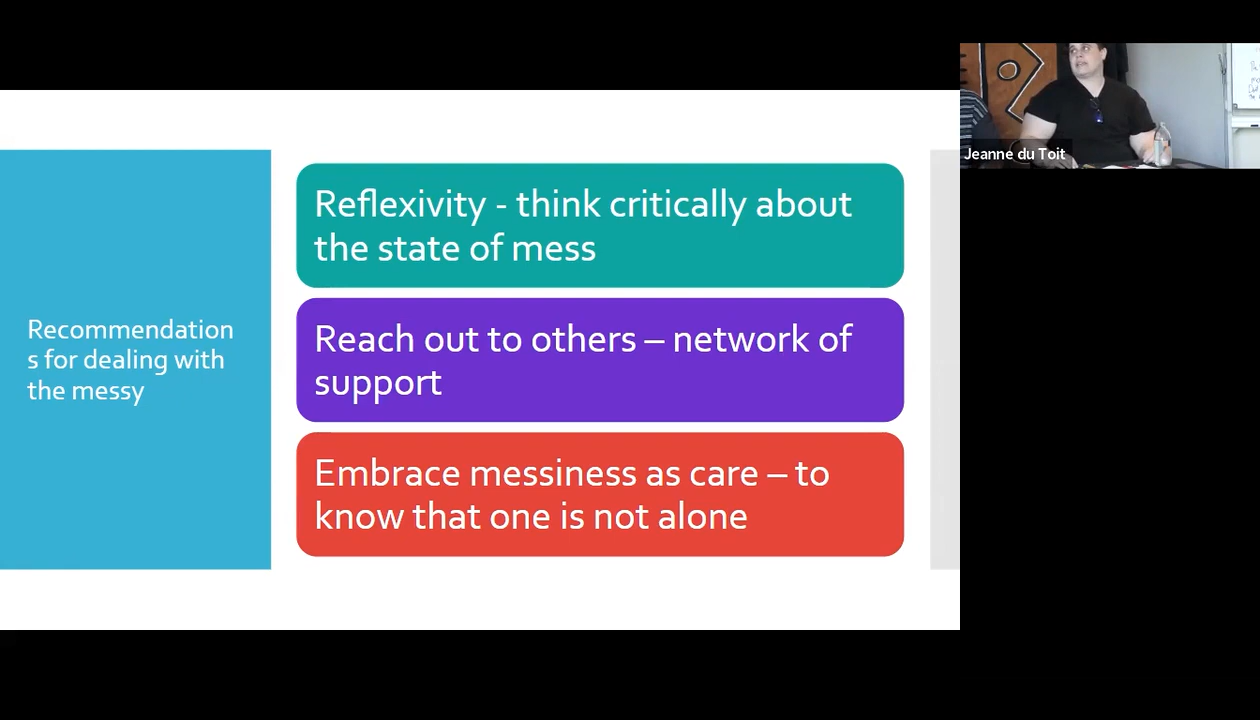 Recommendation
s for dealing with
the messy
Reflexivity - think critically about
the state of mess
Reach out to others – network of
support
Embrace messiness as care – to
know that one is not alone
Jeanne du Toit